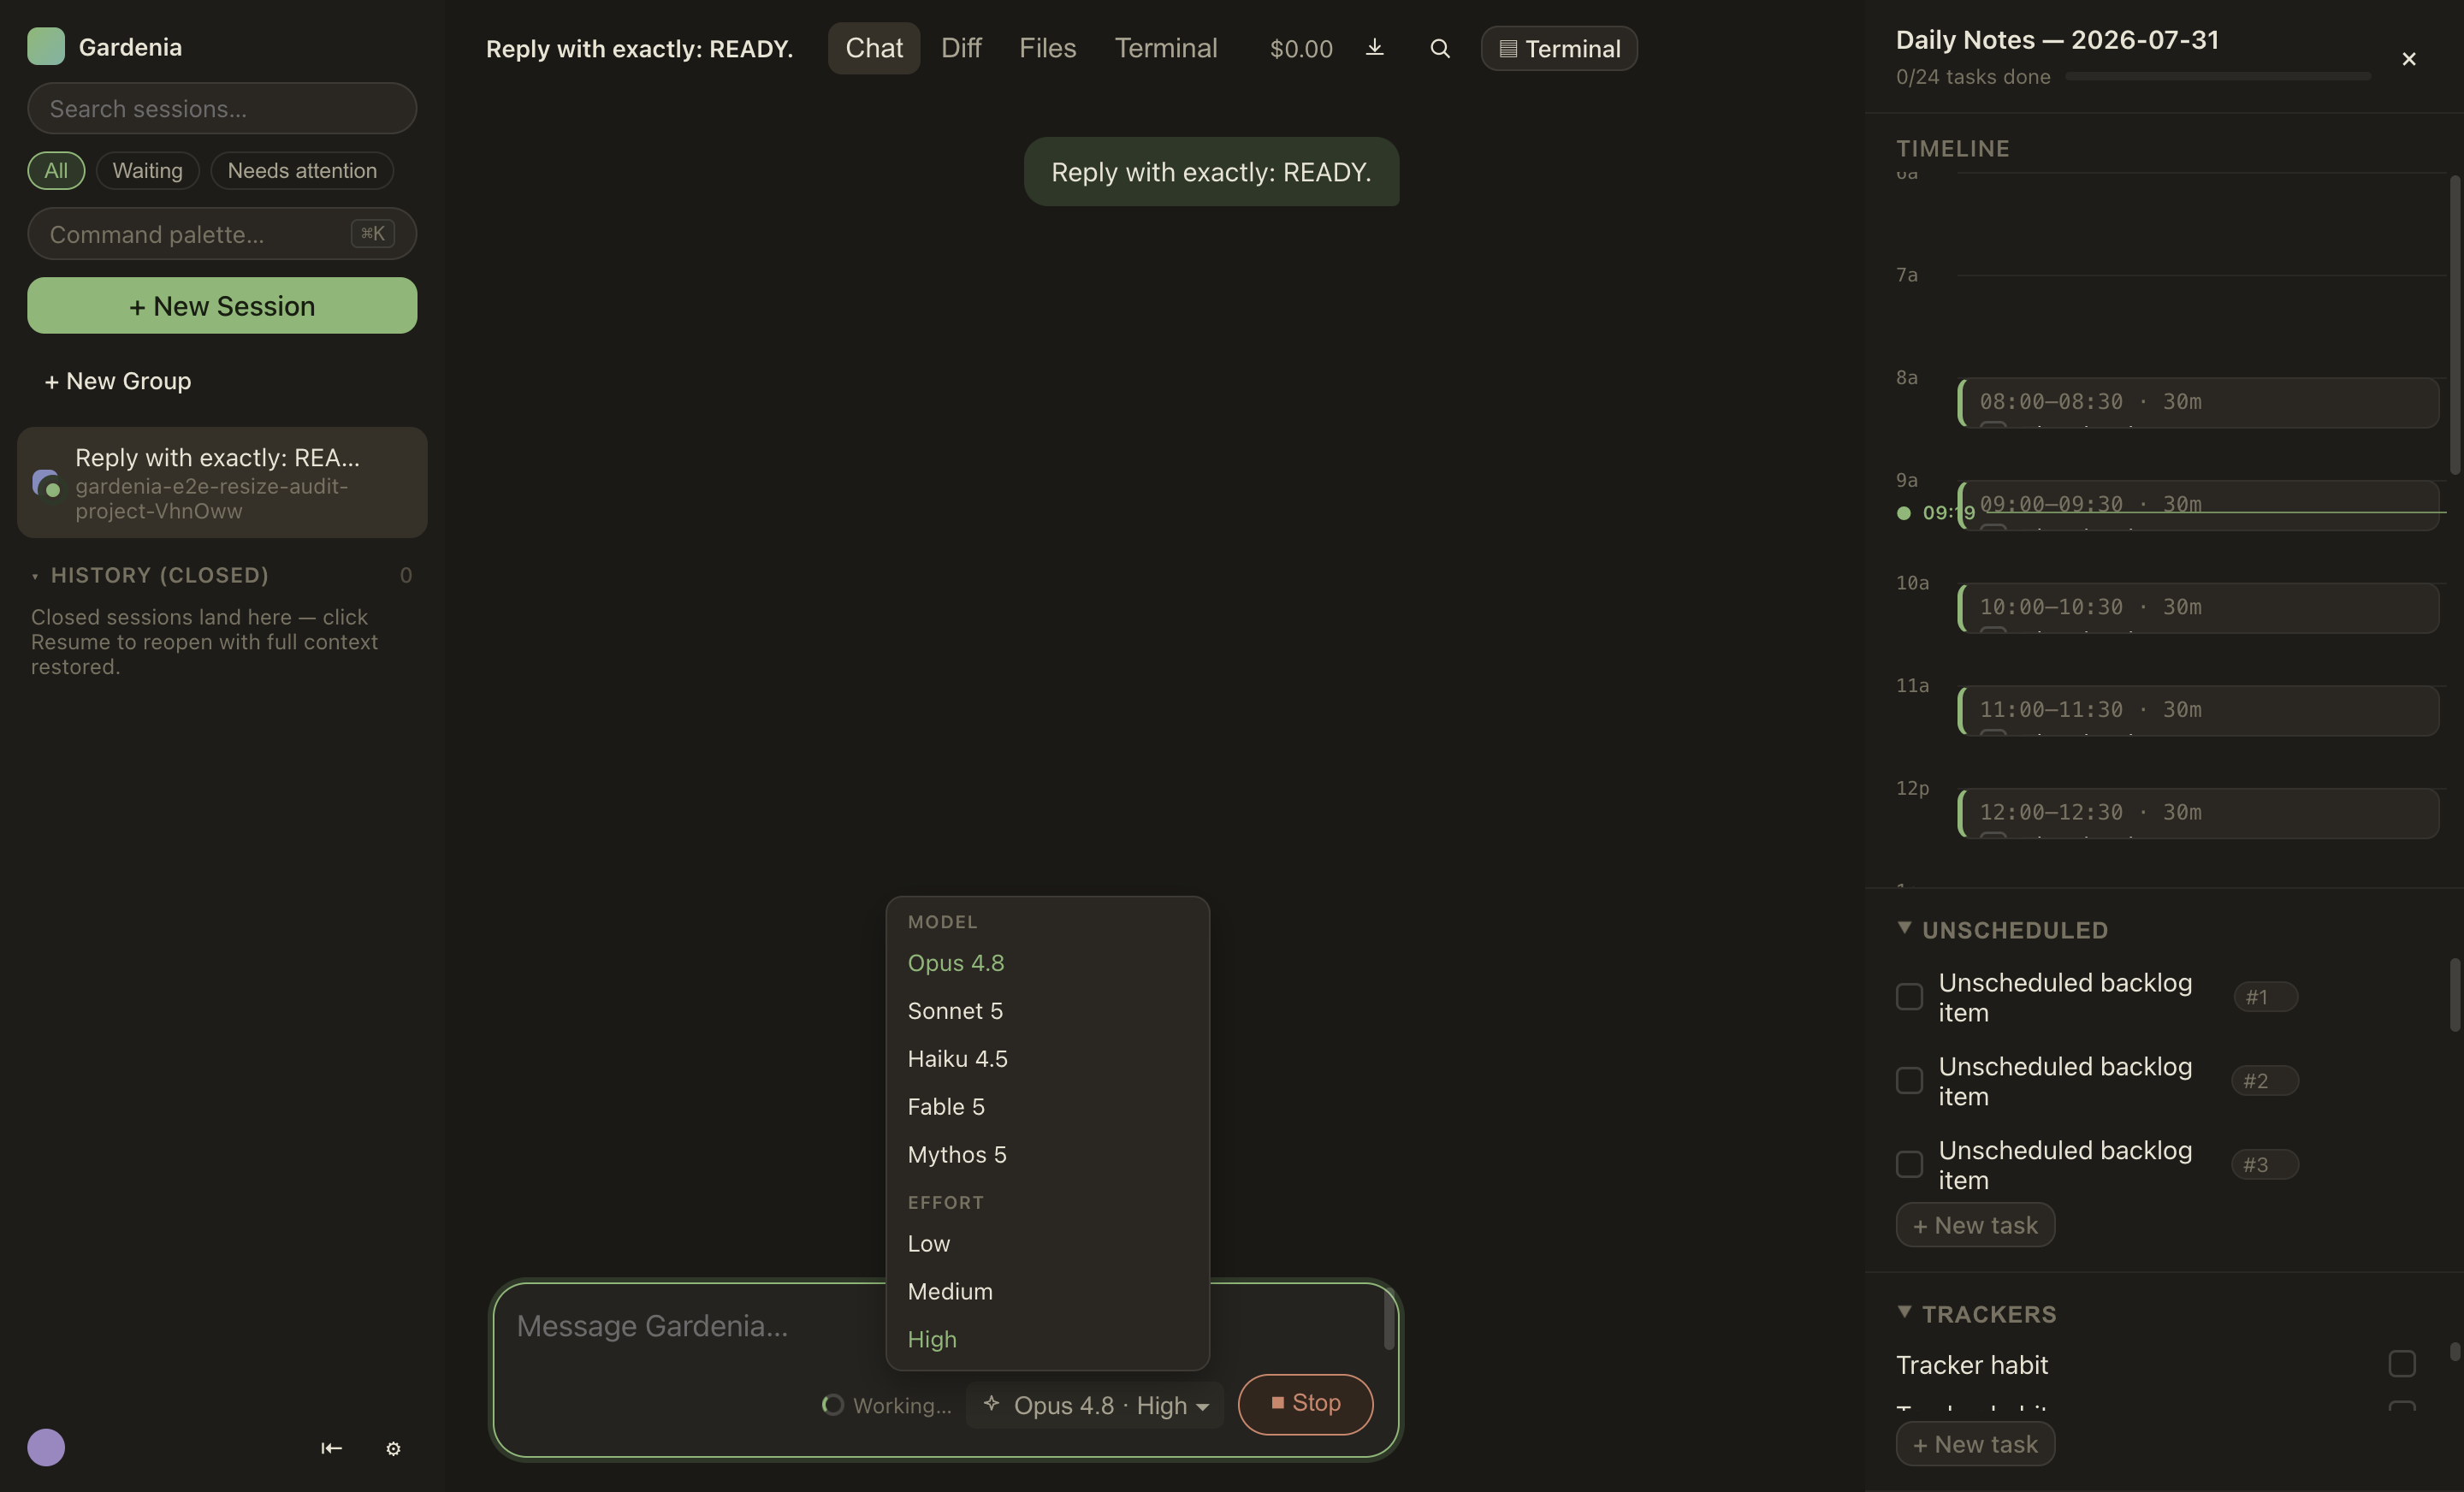 Gardenia
Search sessions...
All
Waiting
Needs attention
Command palette...
⌘K
+ New Session
+ New Group
Reply with exactly: REA...
gardenia-e2e-resize-audit-
project-VhnOww
HISTORY (CLOSED)
0
Closed sessions land here — click
Resume to reopen with full context
restored.
Reply with exactly: READY.
Chat
Diff
Files
Terminal
$0.00
Terminal
Reply with exactly: READY.
MODEL
Opus 4.8
Sonnet 5
Haiku 4.5
Fable 5
Mythos 5
EFFORT
Low
Medium
High
Message Gardenia...
Working...
Opus 4.8 · High
Stop
Daily Notes — 2026-07-31
0/24 tasks done
TIMELINE
6a
7a
8a
08:00–08:30 · 30m
9a
09:00–09:30 · 30m
09:19
10a
10:00–10:30 · 30m
11a
11:00–11:30 · 30m
12p
12:00–12:30 · 30m
UNSCHEDULED
Unscheduled backlog
item
#1
Unscheduled backlog
item
#2
Unscheduled backlog
item
#3
+ New task
TRACKERS
Tracker habit
Tracker habit
+ New task